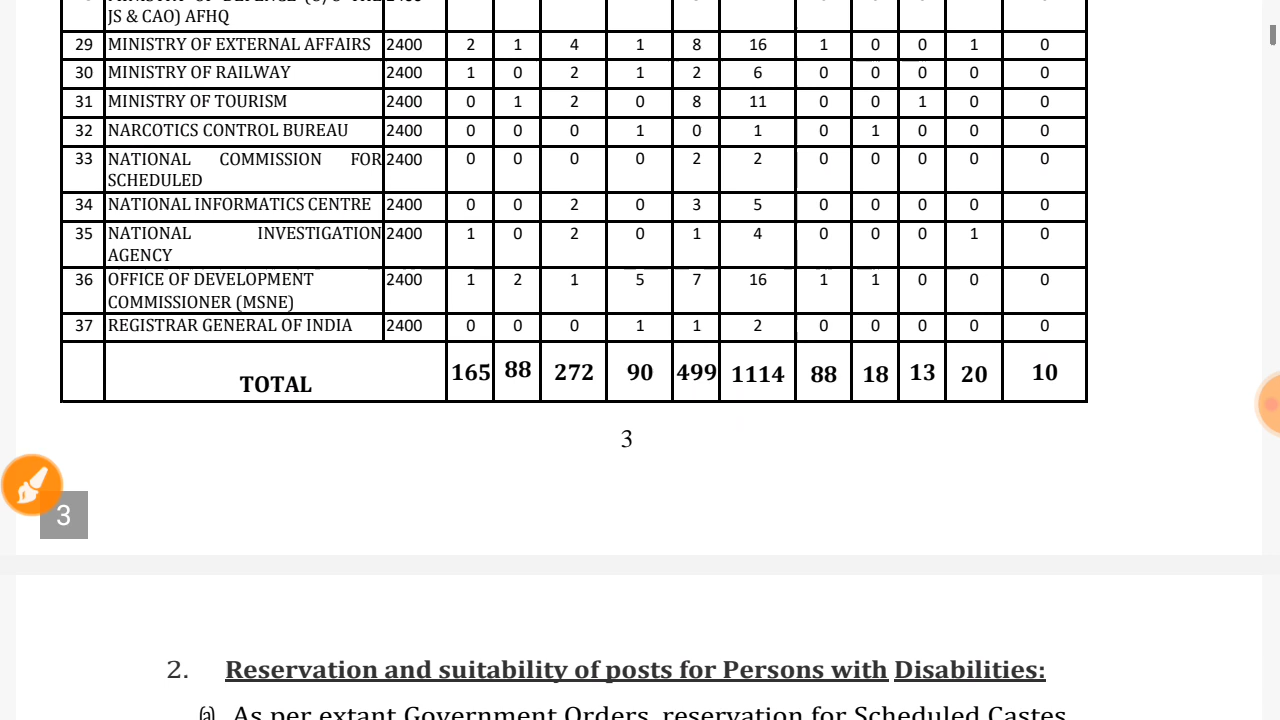 JS & CAO) AFHQ
29 MINISTRY OF EXTERNAL AFFAIRS 2400 2 1 4 1 8 16 1 0 0 1 0
30 MINISTRY OF RAILWAY 2400 1 0 2 1 2 6 0 0 0 0 0
31 MINISTRY OF TOURISM 2400 0 1 2 0 8 11 0 0 1 0 0
32 NARCOTICS CONTROL BUREAU 2400 0 0 0 1 0 1 0 1 0 0 0
33 NATIONAL COMMISSION FOR 2400 0 0 0 0 2 2 0 0 0 0 0
SCHEDULED
34 NATIONAL INFORMATICS CENTRE 2400 0 0 2 0 3 5 0 0 0 0 0
35 NATIONAL INVESTIGATION 2400 1 0 2 0 1 4 0 0 0 1 0
AGENCY
36 OFFICE OF DEVELOPMENT 2400 1 2 1 5 7 16 1 1 0 0 0
COMMISSIONER (MSNE)
37 REGISTRAR GENERAL OF INDIA 2400 0 0 0 1 1 2 0 0 0 0 0
TOTAL 165 88 272 90 499 1114 88 18 13 20 10
3
3
2. Reservation and suitability of posts for Persons with Disabilities:
(a) As per extant Government Orders, reservation for Scheduled Castes